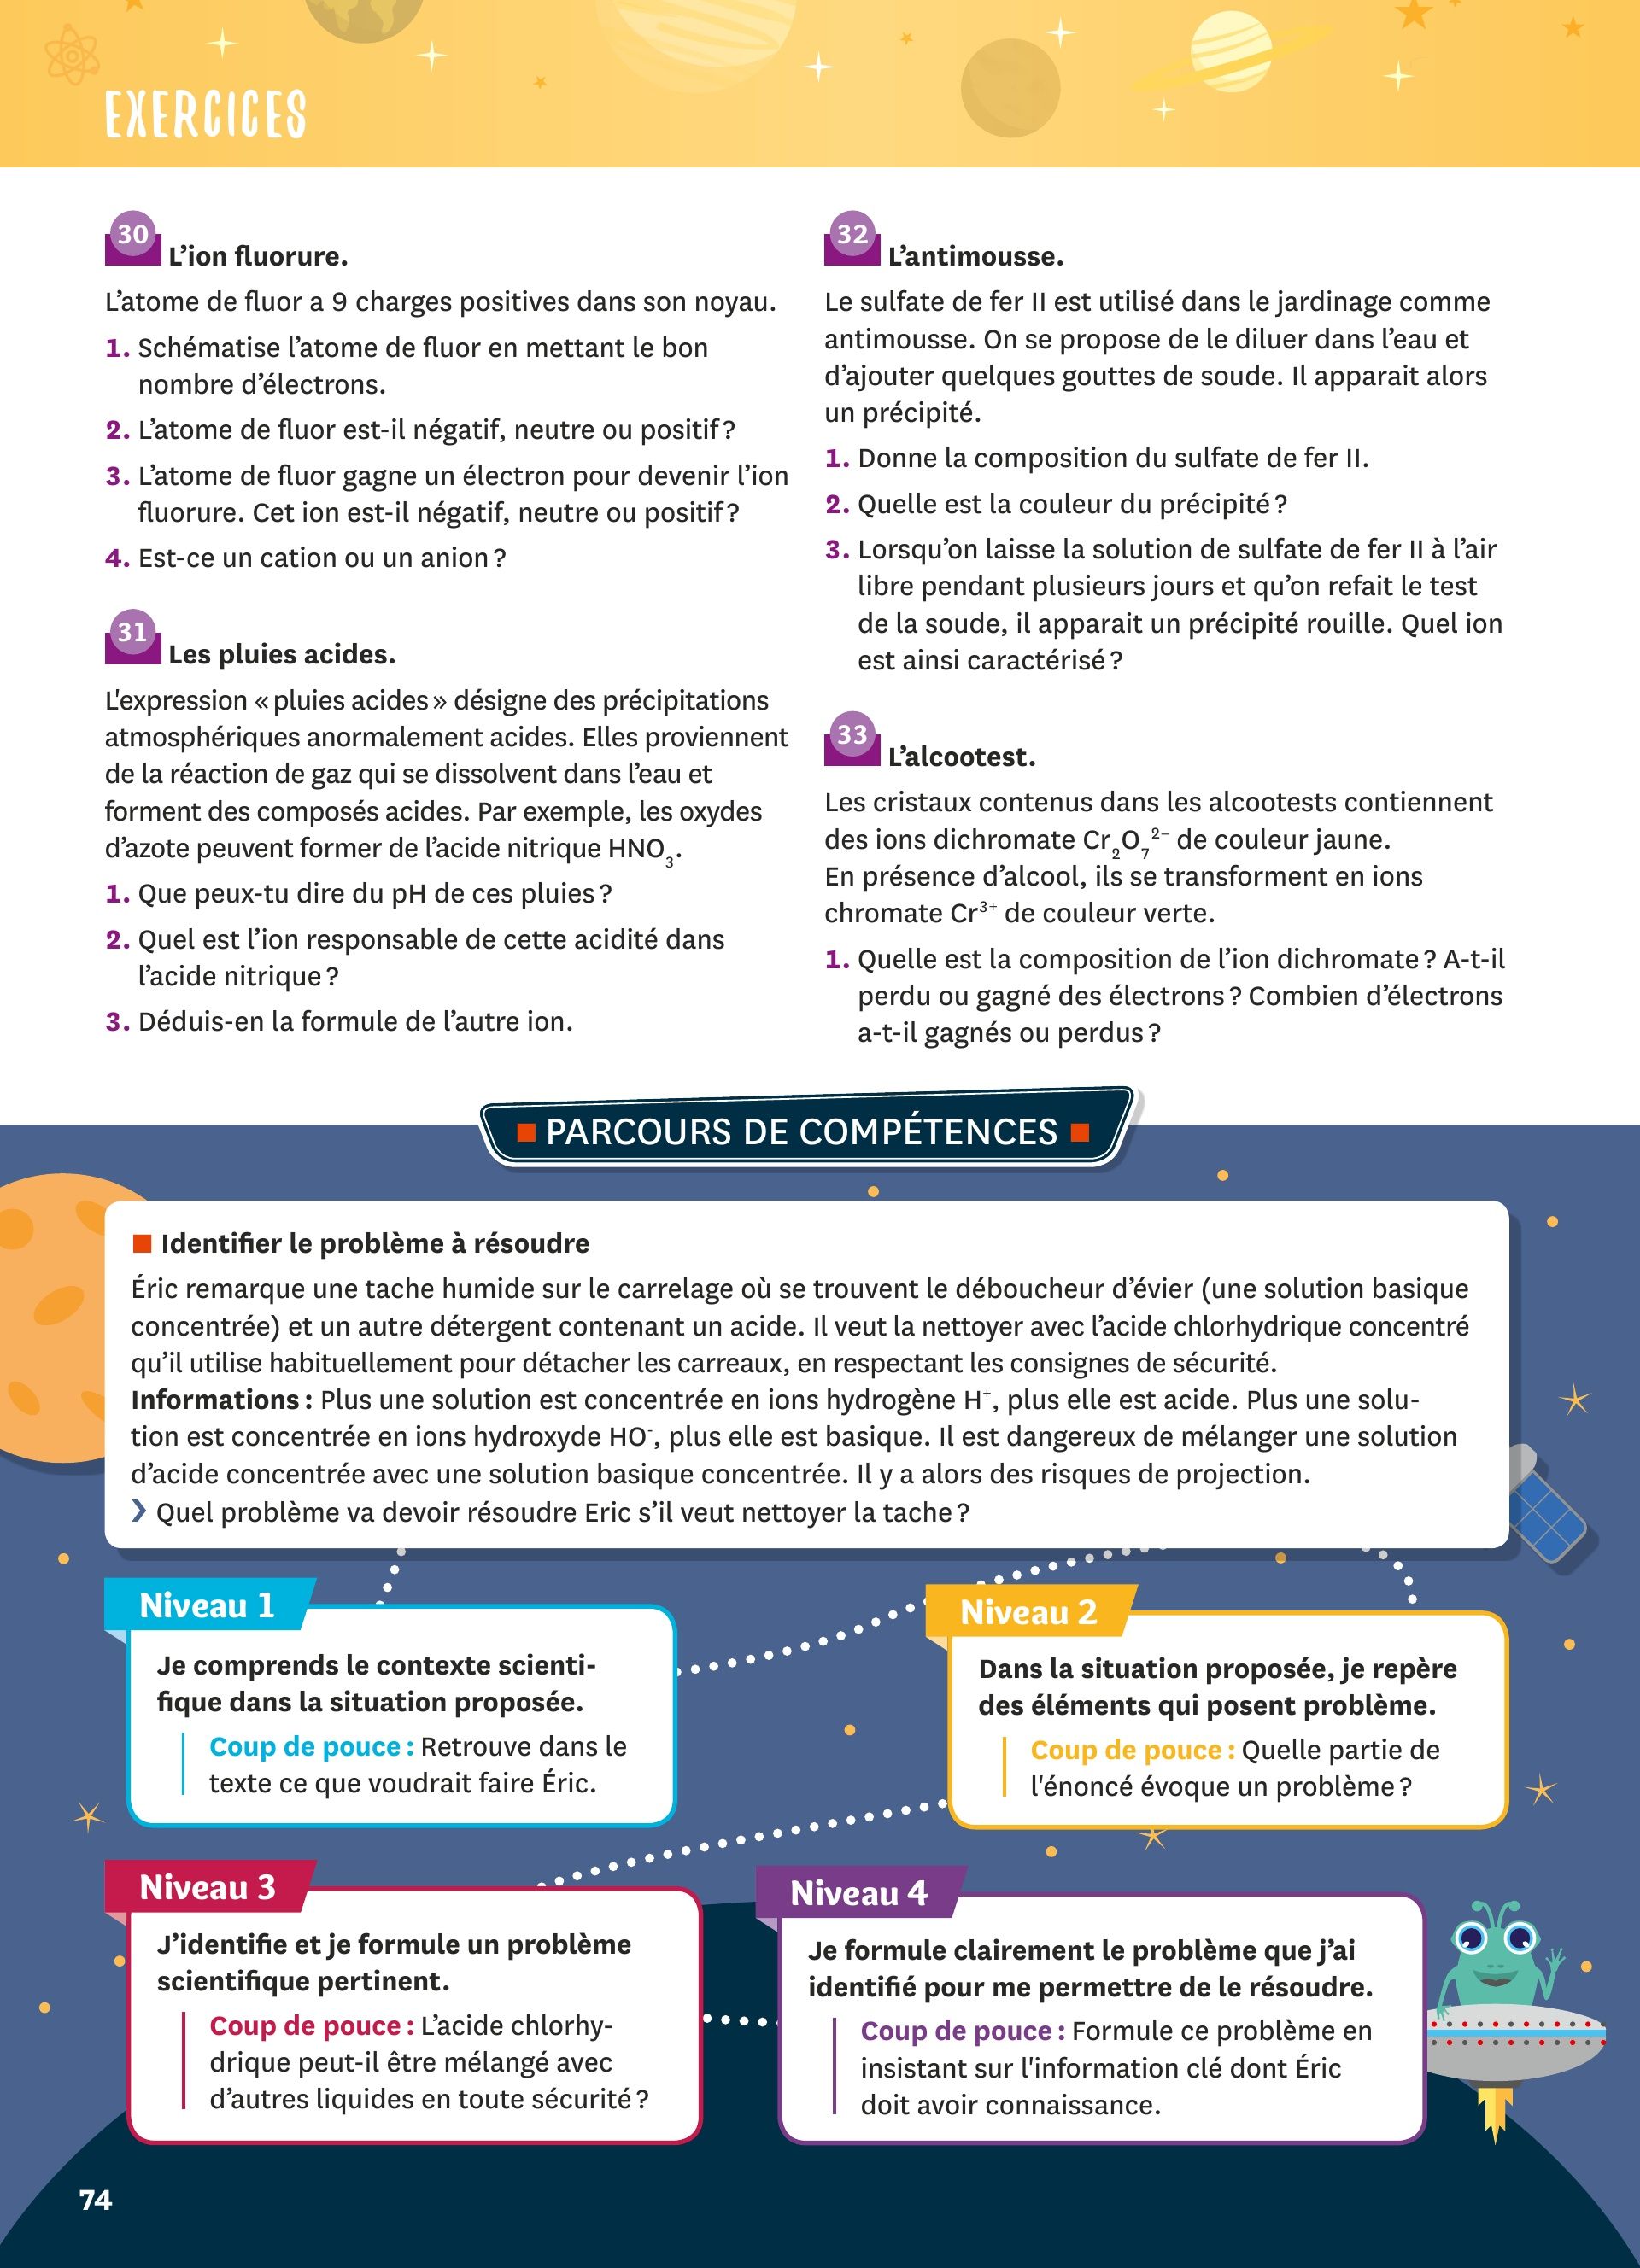 EXERCICES
30 L’ion fluorure.
L’atome de fluor a 9 charges positives dans son noyau.
1. Schématise l’atome de fluor en mettant le bon
nombre d’électrons.
2. L’atome de fluor est-il négatif, neutre ou positif ?
3. L’atome de fluor gagne un électron pour devenir l’ion
fluorure. Cet ion est-il négatif, neutre ou positif ?
4. Est-ce un cation ou un anion ?
31 Les pluies acides.
L'expression « pluies acides » désigne des précipitations
atmosphériques anormalement acides. Elles proviennent
de la réaction de gaz qui se dissolvent dans l’eau et
forment des composés acides. Par exemple, les oxydes
d’azote peuvent former de l’acide nitrique HNO₃.
1. Que peux-tu dire du pH de ces pluies ?
2. Quel est l’ion responsable de cette acidité dans
l’acide nitrique ?
3. Déduis-en la formule de l’autre ion.
32 L’antimousse.
Le sulfate de fer II est utilisé dans le jardinage comme
antimousse. On se propose de le diluer dans l’eau et
d’ajouter quelques gouttes de soude. Il apparait alors
un précipité.
1. Donne la composition du sulfate de fer II.
2. Quelle est la couleur du précipité ?
3. Lorsqu’on laisse la solution de sulfate de fer II à l’air
libre pendant plusieurs jours et qu’on refait le test
de la soude, il apparait un précipité rouille. Quel ion
est ainsi caractérisé ?
33 L’alcootest.
Les cristaux contenus dans les alcootests contiennent
des ions dichromate Cr₂O₇²⁻ de couleur jaune.
En présence d’alcool, ils se transforment en ions
chromate Cr³⁺ de couleur verte.
1. Quelle est la composition de l’ion dichromate ? A-t-il
perdu ou gagné des électrons ? Combien d’électrons
a-t-il gagnés ou perdus ?
PARCOURS DE COMPÉTENCES
Identifier le problème à résoudre
Éric remarque une tache humide sur le carrelage où se trouvent le déboucheur d’évier (une solution basique
concentrée) et un autre détergent contenant un acide. Il veut la nettoyer avec l’acide chlorhydrique concentré
qu’il utilise habituellement pour détacher les carreaux, en respectant les consignes de sécurité.
Informations : Plus une solution est concentrée en ions hydrogène H⁺, plus elle est acide. Plus une solu-
tion est concentrée en ions hydroxyde HO⁻, plus elle est basique. Il est dangereux de mélanger une solution
d’acide concentrée avec une solution basique concentrée. Il y a alors des risques de projection.
❯ Quel problème va devoir résoudre Eric s’il veut nettoyer la tache ?
Niveau 1
Je comprends le contexte scienti-
fique dans la situation proposée.
Coup de pouce : Retrouve dans le
texte ce que voudrait faire Éric.
Niveau 2
Dans la situation proposée, je repère
des éléments qui posent problème.
Coup de pouce : Quelle partie de
l'énoncé évoque un problème ?
Niveau 3
J’identifie et je formule un problème
scientifique pertinent.
Coup de pouce : L’acide chlorhy-
drique peut-il être mélangé avec
d’autres liquides en toute sécurité ?
Niveau 4
Je formule clairement le problème que j’ai
identifié pour me permettre de le résoudre.
Coup de pouce : Formule ce problème en
insistant sur l'information clé dont Éric
doit avoir connaissance.
74